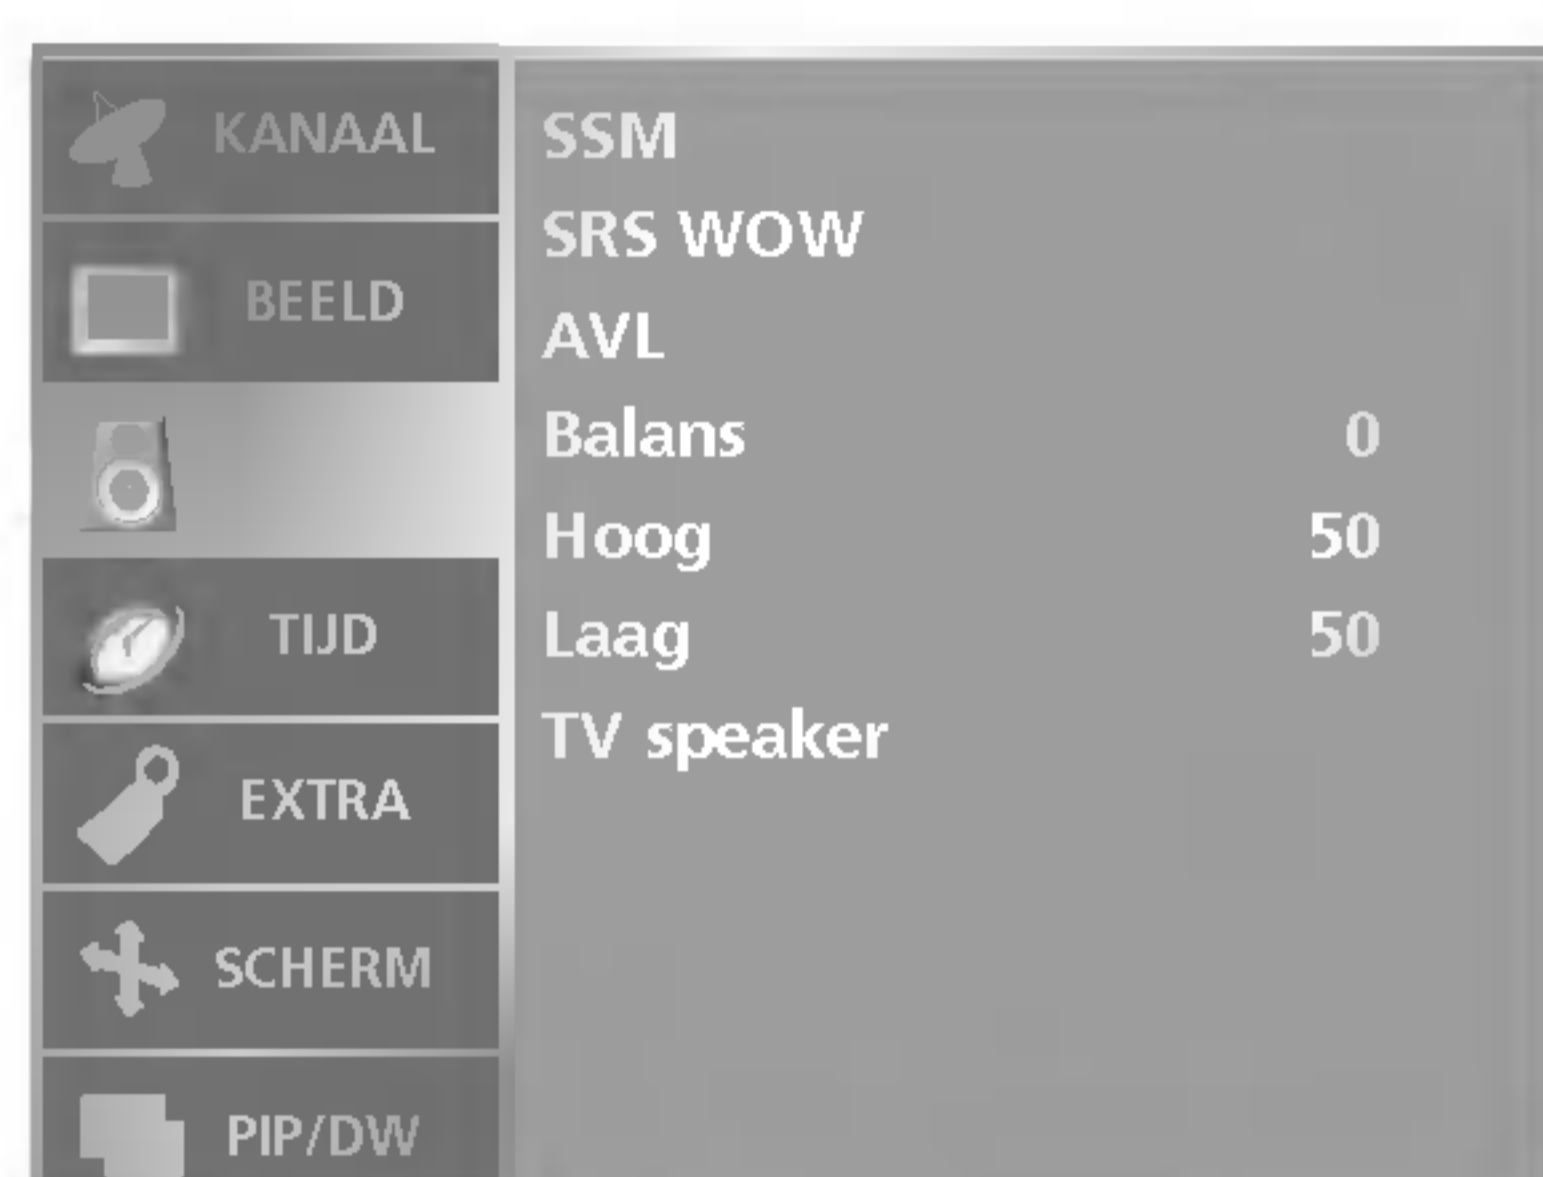 KANAAL
BEELD
TIJD
EXTRA
SCHERM
PIP/DW
SSM
SRS WOW
AVL
Balans 0
Hoog 50
Laag 50
TV speaker